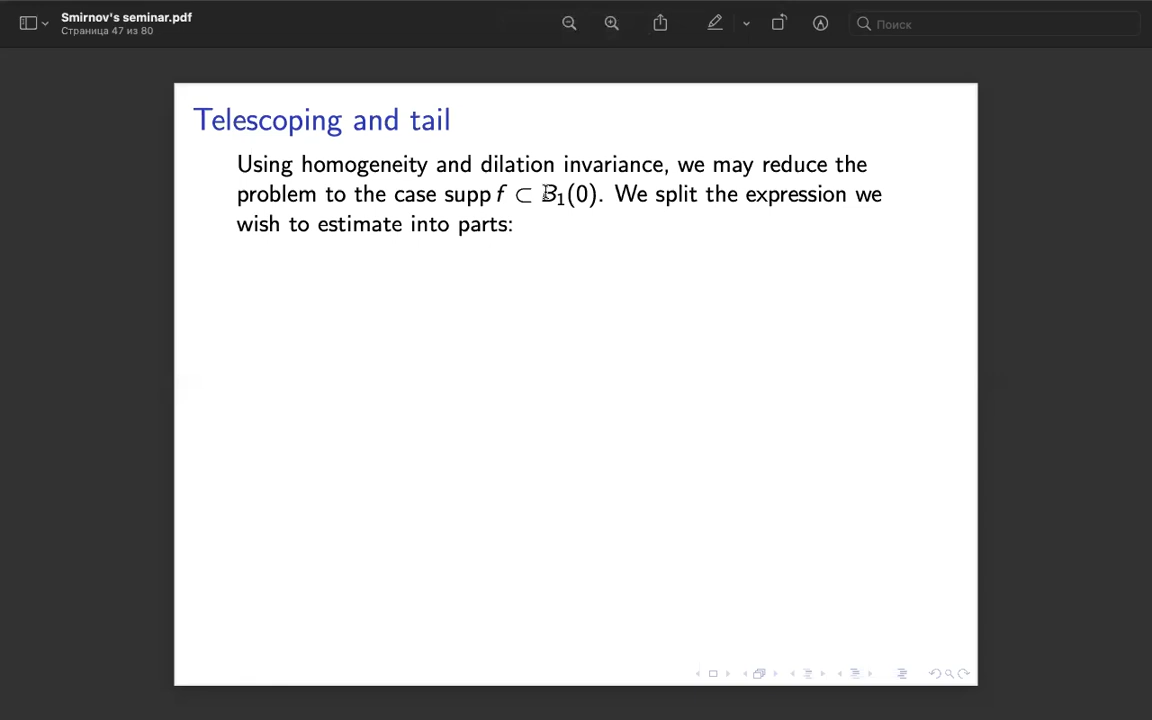 Smirnov's seminar.pdf
Страница 47 из 80
Поиск
Telescoping and tail
Using homogeneity and dilation invariance, we may reduce the
problem to the case supp f ⊂ B₁(0). We split the expression we
wish to estimate into parts: